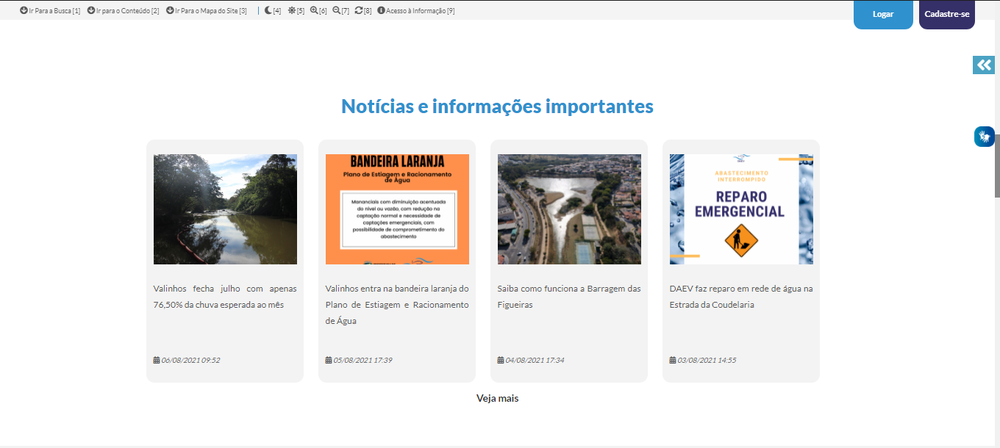 Ir Para a Busca [1] Ir para o Conteúdo [2] Ir Para o Mapa do Site [3] | [4] [5] [6] [7] [8] Acesso à Informação [9]
Logar
Cadastre-se
Notícias e informações importantes
BANDEIRA LARANJA
Plano de Estiagem e Racionamento
de Água
Mananciais com diminuição acentuada
do nível ou vazão, com redução na
captação normal e necessidade de
captações emergenciais, com
possibilidade de comprometimento do
abastecimento
ABASTECIMENTO
INTERROMPIDO
REPARO
EMERGENCIAL
Valinhos fecha julho com apenas
76,50% da chuva esperada ao mês
06/08/2021 09:52
Valinhos entra na bandeira laranja do
Plano de Estiagem e Racionamento
de Água
05/08/2021 17:39
Saiba como funciona a Barragem das
Figueiras
04/08/2021 17:34
DAEV faz reparo em rede de água na
Estrada da Coudelaria
03/08/2021 14:55
Veja mais